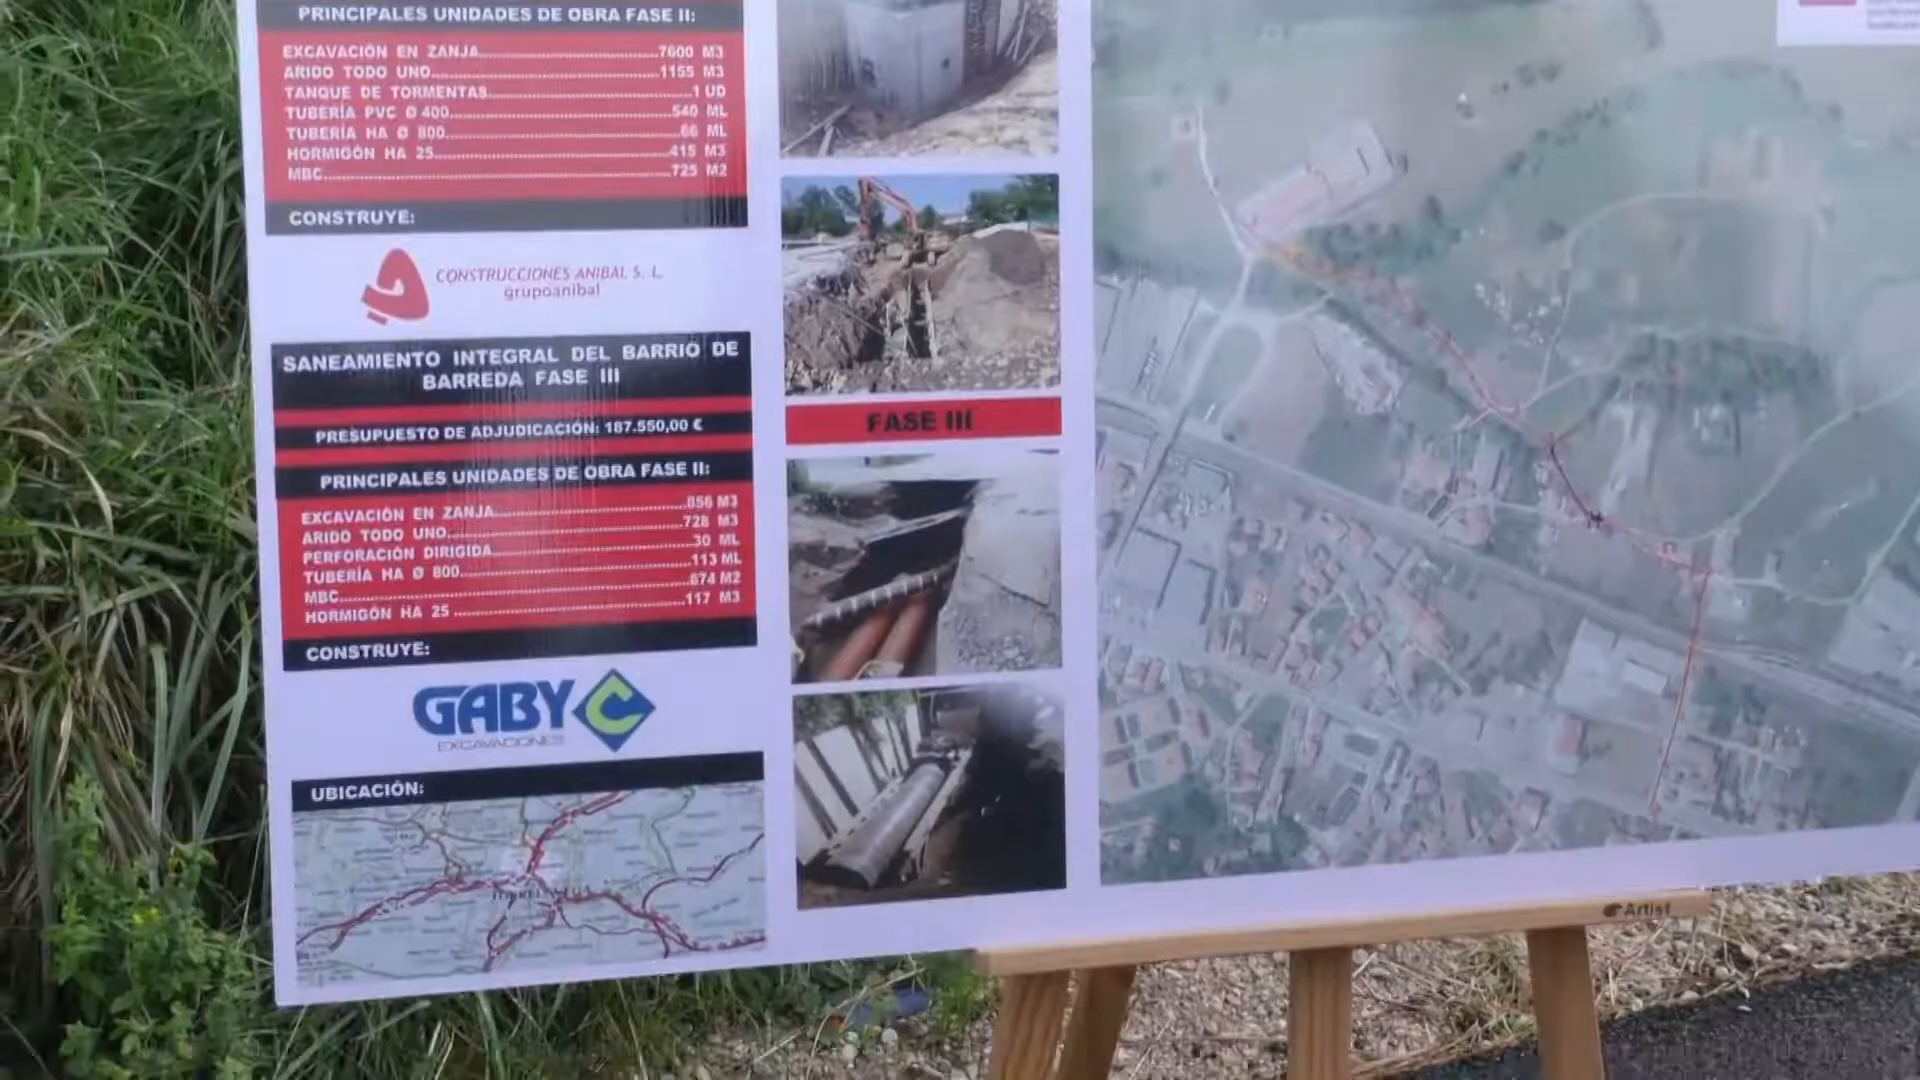 PRINCIPALES UNIDADES DE OBRA FASE II:
EXCAVACIÓN EN ZANJA...7600 M3
ARIDO TODO UNO...1155 M3
TANQUE DE TORMENTAS...1 UD
TUBERÍA PVC Ø 400...540 ML
TUBERÍA HA Ø 800...66 ML
HORMIGÓN HA 25...415 M3
MBC...725 M2
CONSTRUYE:
CONSTRUCCIONES ANIBAL S. L.
grupoanibal
SANEAMIENTO INTEGRAL DEL BARRIO DE
BARREDA FASE III
PRESUPUESTO DE ADJUDICACIÓN: 187.550,00 €
PRINCIPALES UNIDADES DE OBRA FASE II:
EXCAVACIÓN EN ZANJA...856 M3
ARIDO TODO UNO...728 M3
PERFORACIÓN DIRIGIDA...30 ML
TUBERÍA HA Ø 800...113 ML
MBC...674 M2
HORMIGÓN HA 25...117 M3
CONSTRUYE:
GABY C
EXCAVACIONES
UBICACIÓN:
FASE III
Artist